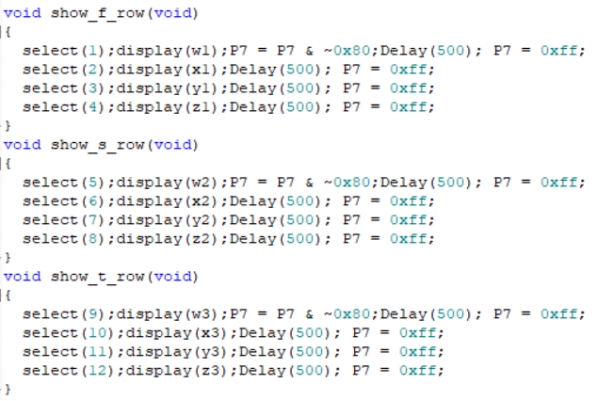 void show_f_row(void)
{
select(1);display(w1);P7 = P7 & ~0x80;Delay(500); P7 = 0xff;
select(2);display(x1);Delay(500); P7 = 0xff;
select(3);display(y1);Delay(500); P7 = 0xff;
select(4);display(z1);Delay(500); P7 = 0xff;
}
void show_s_row(void)
{
select(5);display(w2);P7 = P7 & ~0x80;Delay(500); P7 = 0xff;
select(6);display(x2);Delay(500); P7 = 0xff;
select(7);display(y2);Delay(500); P7 = 0xff;
select(8);display(z2);Delay(500); P7 = 0xff;
}
void show_t_row(void)
{
select(9);display(w3);P7 = P7 & ~0x80;Delay(500); P7 = 0xff;
select(10);display(x3);Delay(500); P7 = 0xff;
select(11);display(y3);Delay(500); P7 = 0xff;
select(12);display(z3);Delay(500); P7 = 0xff;
}